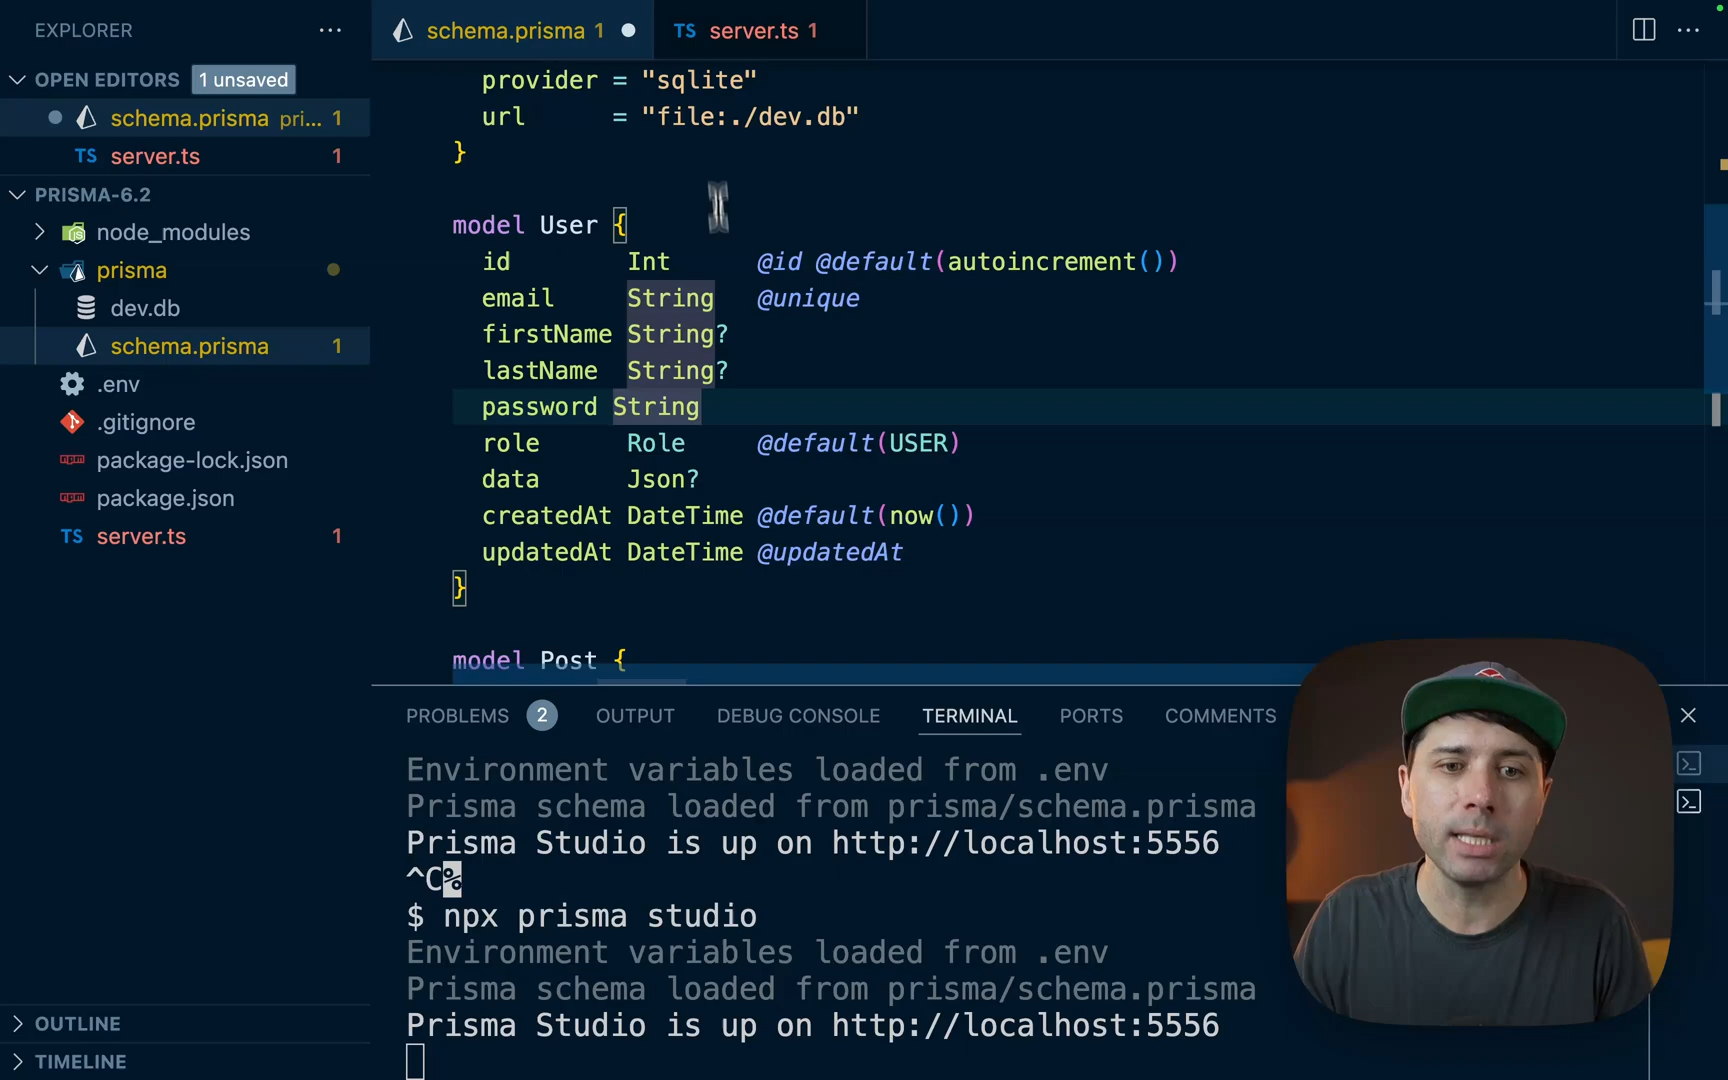 EXPLORER
OPEN EDITORS 1 unsaved
schema.prisma pri... 1
TS server.ts 1
PRISMA-6.2
node_modules
prisma
dev.db
schema.prisma 1
.env
.gitignore
package-lock.json
package.json
TS server.ts 1
OUTLINE
TIMELINE
schema.prisma 1
TS server.ts 1
provider = "sqlite"
url = "file:./dev.db"
}
model User {
id Int @id @default(autoincrement())
email String @unique
firstName String?
lastName String?
password String
role Role @default(USER)
data Json?
createdAt DateTime @default(now())
updatedAt DateTime @updatedAt
}
model Post {
PROBLEMS 2 OUTPUT DEBUG CONSOLE TERMINAL PORTS COMMENTS
Environment variables loaded from .env
Prisma schema loaded from prisma/schema.prisma
Prisma Studio is up on http://localhost:5556
^C%
$ npx prisma studio
Environment variables loaded from .env
Prisma schema loaded from prisma/schema.prisma
Prisma Studio is up on http://localhost:5556